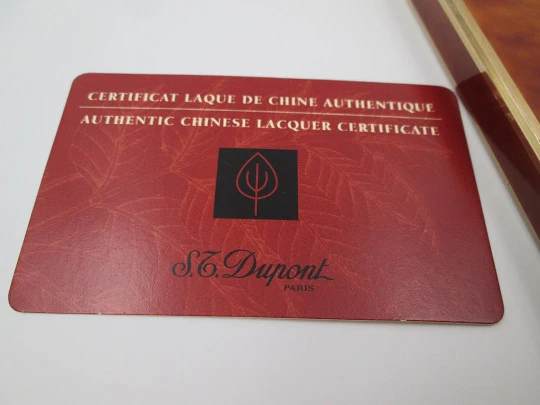 CERTIFICAT LAQUE DE CHINE AUTHENTIQUE
AUTHENTIC CHINESE LACQUER CERTIFICATE
S.T. Dupont
PARIS